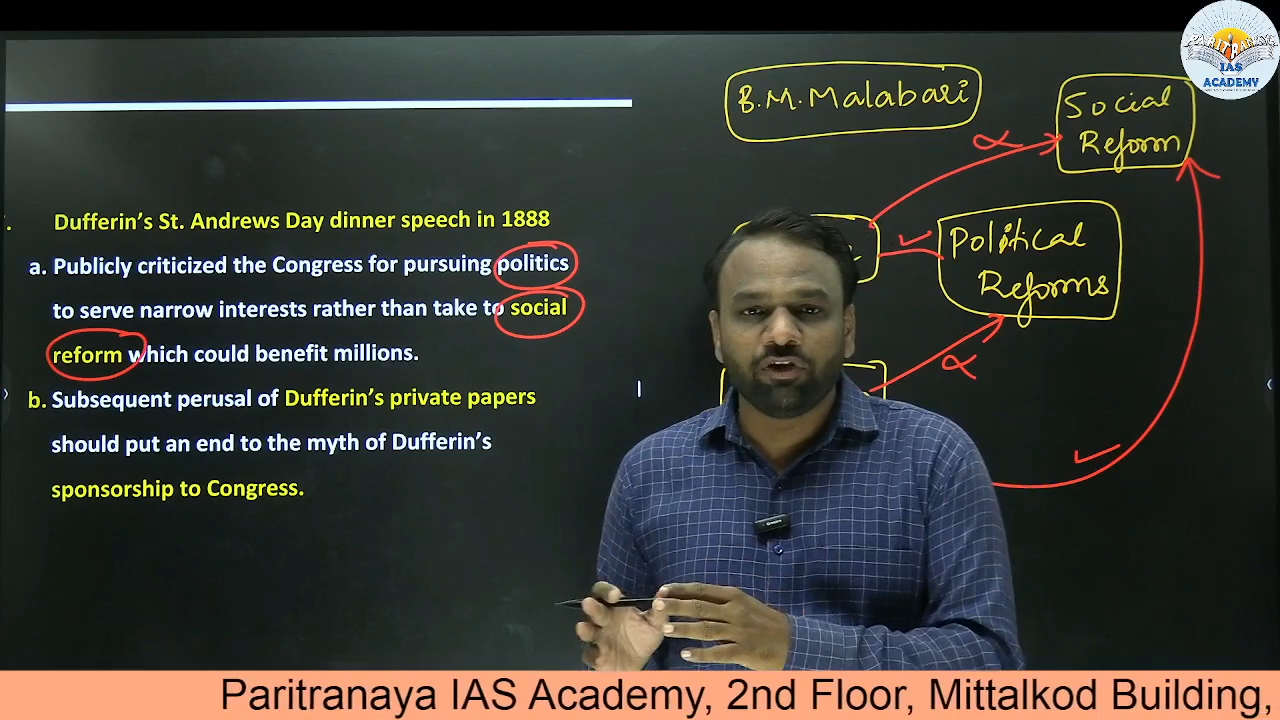 PARITRANAYA
IAS
ACADEMY
B.M. Malabari
Social
Reform
Political
Reforms
Dufferin's St. Andrews Day dinner speech in 1888
a. Publicly criticized the Congress for pursuing politics
to serve narrow interests rather than take to social
reform which could benefit millions.
b. Subsequent perusal of Dufferin's private papers
should put an end to the myth of Dufferin's
sponsorship to Congress.
Paritranaya IAS Academy, 2nd Floor, Mittalkod Building,